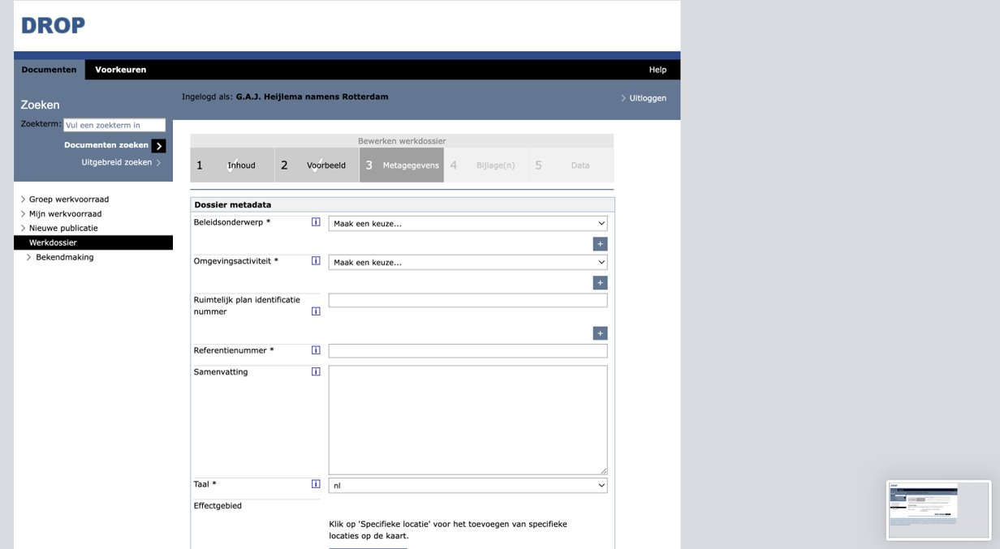 DROP
Documenten
Voorkeuren
Help
Ingelogd als: G.A.J. Heijlema namens Rotterdam
Uitloggen
Zoeken
Zoekterm: Vul een zoekterm in
Documenten zoeken
Uitgebreid zoeken
Groep werkvoorraad
Mijn werkvoorraad
Nieuwe publicatie
Werkdossier
Bekendmaking
Bewerken werkdossier
1 Inhoud
2 Voorbeeld
3 Metagegevens
4 Bijlage(n)
5 Data
Dossier metadata
Beleidsonderwerp * i Maak een keuze...
+
Omgevingsactiviteit * i Maak een keuze...
+
Ruimtelijk plan identificatie
nummer i
+
Referentienummer * i
Samenvatting i
Taal * i nl
Effectgebied
Klik op 'Specifieke locatie' voor het toevoegen van specifieke
locaties op de kaart.